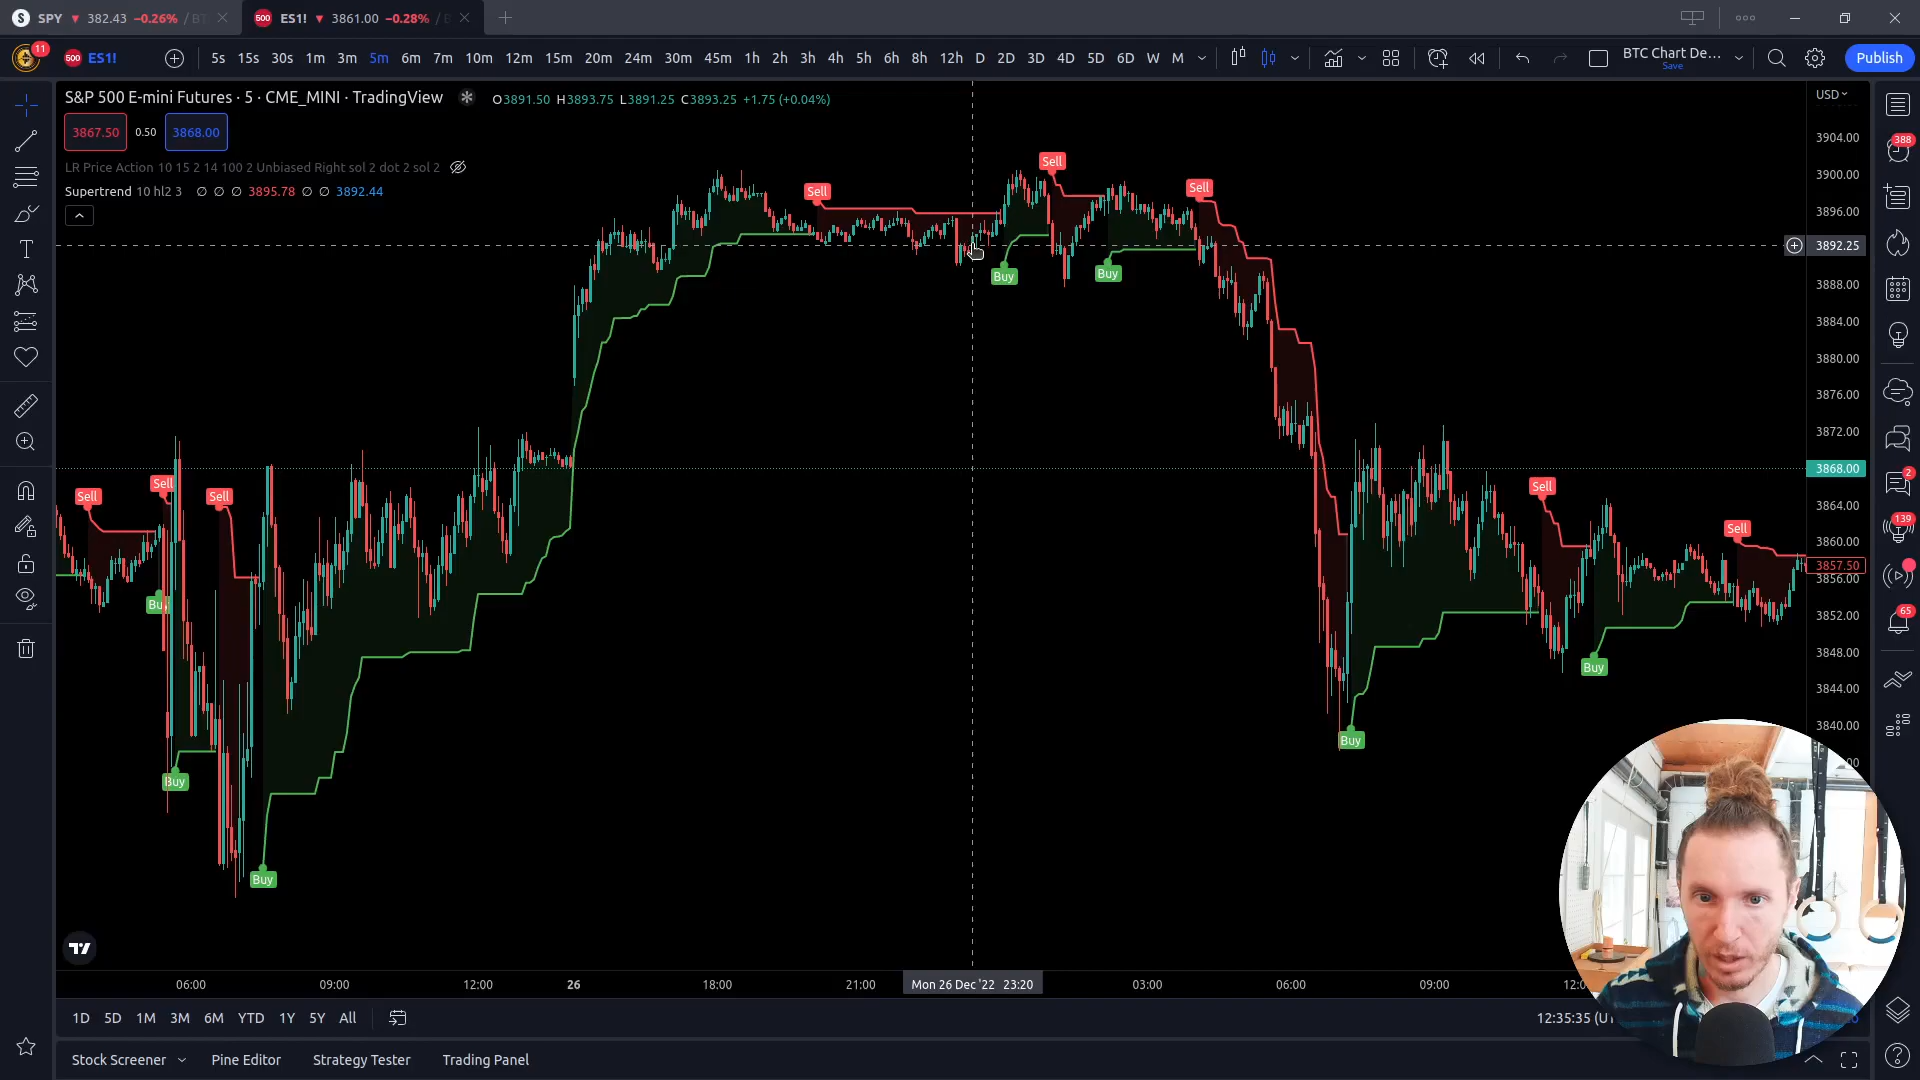 SPY ▼ 382.43 −0.26% / BT
500 ES1! ▼ 3861.00 −0.28% / B
11
500 ES1!
5s 15s 30s 1m 3m 5m 6m 7m 10m 12m 15m 20m 24m 30m 45m 1h 2h 3h 4h 5h 6h 8h 12h D 2D 3D 4D 5D 6D W M
BTC Chart De...
Save
Publish
S&P 500 E-mini Futures · 5 · CME_MINI · TradingView
O3891.50 H3893.75 L3891.25 C3893.25 +1.75 (+0.04%)
USD
3867.50 0.50 3868.00
LR Price Action 10 15 2 14 100 2 Unbiased Right sol 2 dot 2 sol 2
Supertrend 10 hl2 3 ∅ ∅ ∅ 3895.78 ∅ ∅ 3892.44
3904.00
3900.00
3896.00
3892.25
3888.00
3884.00
3880.00
3876.00
3872.00
3868.00
3864.00
3860.00
3857.50
3856.00
3852.00
3848.00
3844.00
3840.00
Sell
Sell
Sell
Buy
Buy
Sell
Sell
Sell
Sell
Sell
Buy
Buy
Buy
Buy
Buy
388
2
139
65
06:00 09:00 12:00 26 18:00 21:00 Mon 26 Dec '22 23:20 03:00 06:00 09:00
1D 5D 1M 3M 6M YTD 1Y 5Y All
12:35:35 (UT
Stock Screener Pine Editor Strategy Tester Trading Panel